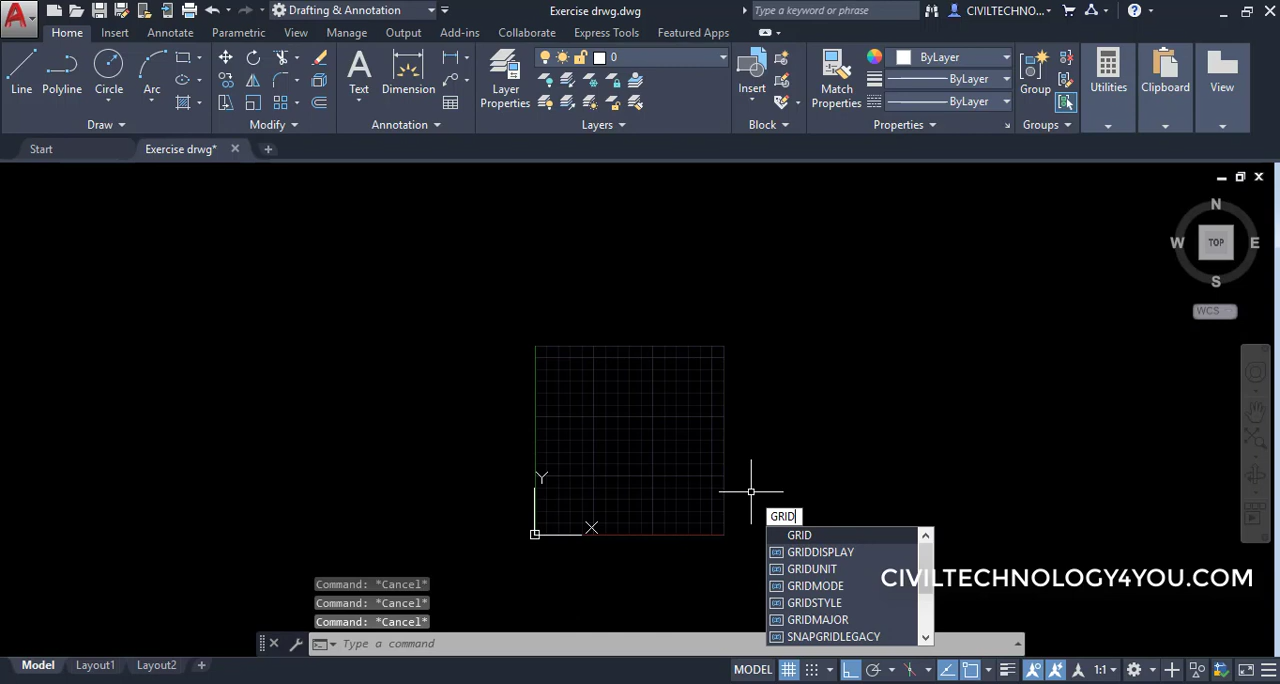 Drafting & Annotation
Exercise drwg.dwg
Type a keyword or phrase
CIVILTECHNO...
Home
Insert
Annotate
Parametric
View
Manage
Output
Add-ins
Collaborate
Express Tools
Featured Apps
Line
Polyline
Circle
Arc
Draw
Modify
Text
Dimension
Annotation
Layer
Properties
0
Layers
Insert
Block
Match
Properties
ByLayer
ByLayer
ByLayer
Properties
Group
Groups
Utilities
Clipboard
View
Start
Exercise drwg*
N
W
TOP
E
S
WCS
Y
X
GRID
GRID
GRIDDISPLAY
GRIDUNIT
GRIDMODE
GRIDSTYLE
GRIDMAJOR
SNAPGRIDLEGACY
CIVILTECHNOLOGY4YOU.COM
Command: *Cancel*
Command: *Cancel*
Command: *Cancel*
Type a command
Model
Layout1
Layout2
MODEL
1:1